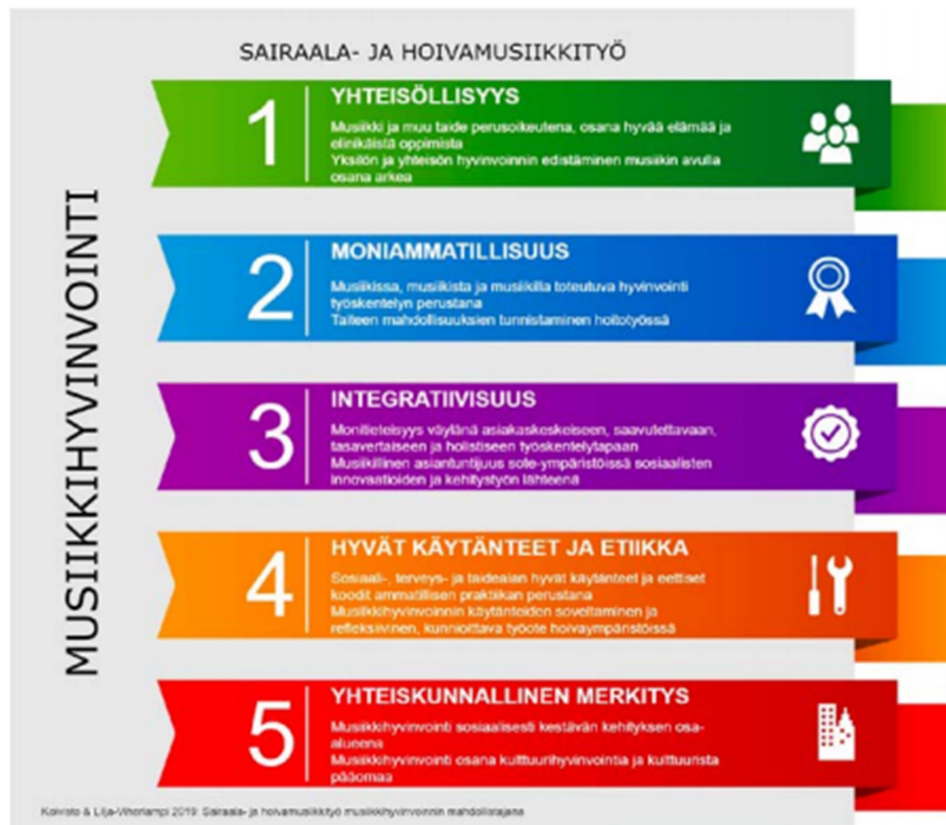 SAIRAALA- JA HOIVAMUSIIKKITYÖ
MUSIIKKIHYVINVOINTI
1
YHTEISÖLLISYYS
Musiikki ja muu taide perusoikeutena, osana hyvää elämää ja
elinikäistä oppimista
Yksilön ja yhteisön hyvinvoinnin edistäminen musiikin avulla
osana arkea
2
MONIAMMATILLISUUS
Musiikissa, musiikista ja musiikilla toteutuva hyvinvointi
työskentelyn perustana
Taiteen mahdollisuuksien tunnistaminen hoitotyössä
3
INTEGRATIIVISUUS
Monitieteisyys väylänä asiakaskeskeiseen, saavutettavaan,
tasavertaiseen ja holistiseen työskentelytapaan
Musiikillinen asiantuntijuus sote-ympäristöissä sosiaalisten
innovaatioiden ja kehitystyön lähteenä
4
HYVÄT KÄYTÄNTEET JA ETIIKKA
Sosiaali-, terveys- ja taidealan hyvät käytänteet ja eettiset
koodit ammatillisen praktiikan perustana
Musiikkihyvinvoinnin käytänteiden soveltaminen ja
refleksiivinen, kunnioittava työote hoivaympäristöissä
5
YHTEISKUNNALLINEN MERKITYS
Musiikkihyvinvointi sosiaalisesti kestävän kehityksen osa-
alueena
Musiikkihyvinvointi osana kulttuurihyvinvointia ja kulttuurista
pääomaa
Koivisto & Lilja-Viherlampi 2019: Sairaala- ja hoivamusiikkityö musiikkihyvinvoinnin mahdollistajana